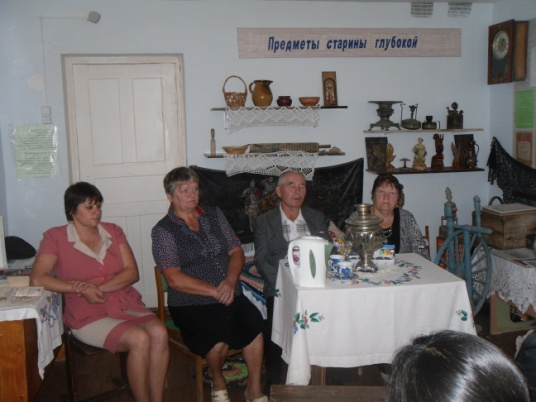 Предметы старины глубокой